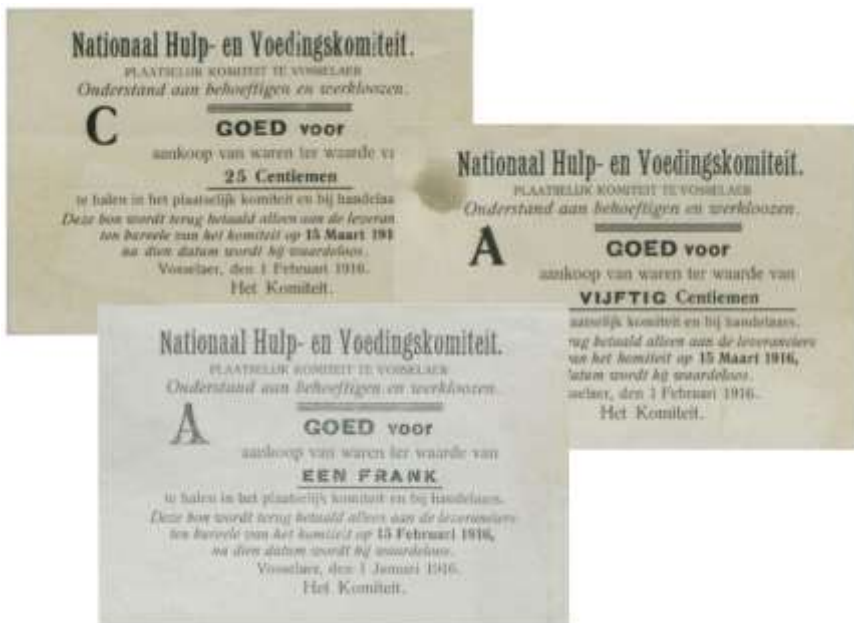 Nationaal Hulp- en Voedingskomiteit.
PLAATSELIJK KOMITEIT TE VOSSELAER
Onderstand aan behoeftigen en werkloozen.
C
GOED voor
aankoop van waren ter waarde
25 Centiemen
te halen in het plaatselijk komiteit en bij
Deze bon wordt terug betaald alleen aan de
ten bureele van het komiteit op 15 Maart
na dien datum wordt hij waardeloos.
Vosselaer, den 1 Februari 1916.
Het Komiteit.
Nationaal Hulp- en Voedingskomiteit.
PLAATSELIJK KOMITEIT TE VOSSELAER
Onderstand aan behoeftigen en werkloozen.
A
GOED voor
aankoop van waren ter waarde van
VIJFTIG Centiemen
komiteit en bij handelaars.
betaald alleen aan de leveranciers
van het komiteit op 15 Maart 1916,
datum wordt hij waardeloos.
den 1 Februari 1916.
Het Komiteit.
Nationaal Hulp- en Voedingskomiteit.
PLAATSELIJK KOMITEIT TE VOSSELAER
Onderstand aan behoeftigen en werkloozen.
A
GOED voor
aankoop van waren ter waarde van
EEN FRANK
te halen in het plaatselijk komiteit en bij handelaars.
Deze bon wordt terug betaald alleen aan de leveranciers
ten bureele van het komiteit op 15 Februari 1916,
na dien datum wordt hij waardeloos.
Vosselaer, den 1 Januari 1916.
Het Komiteit.